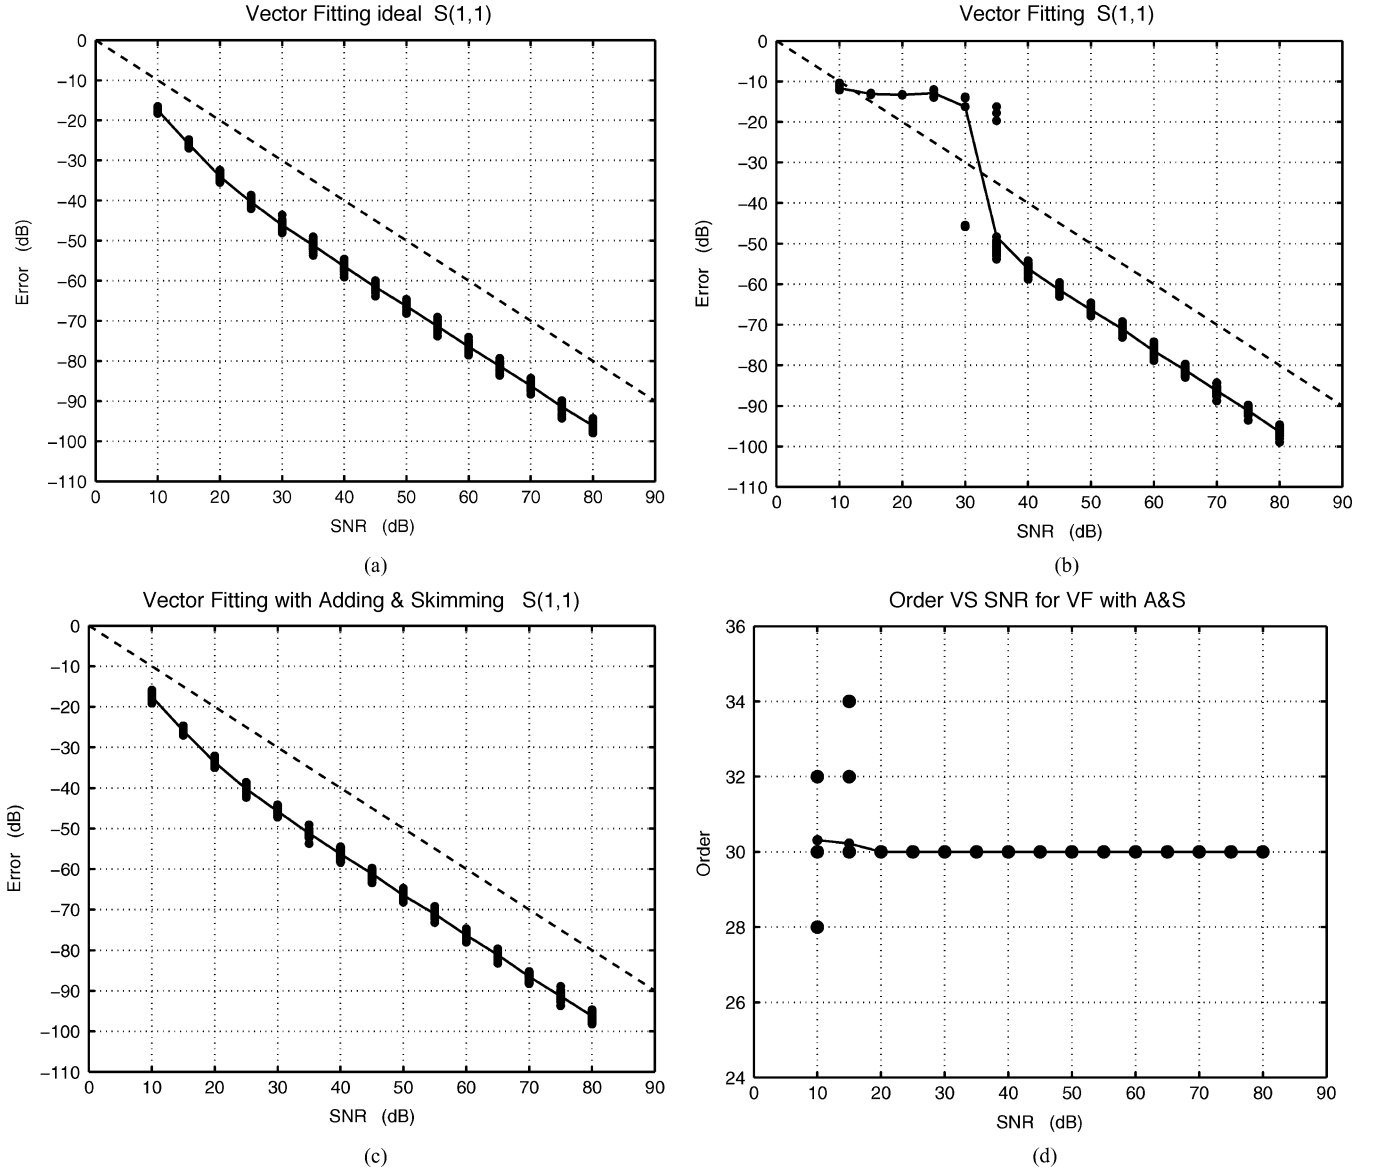 Vector Fitting ideal S(1,1)
0
−10
−20
−30
−40
−50
−60
−70
−80
−90
−100
−110
Error (dB)
0 10 20 30 40 50 60 70 80 90
SNR (dB)
(a)
Vector Fitting S(1,1)
0
−10
−20
−30
−40
−50
−60
−70
−80
−90
−100
−110
Error (dB)
0 10 20 30 40 50 60 70 80 90
SNR (dB)
(b)
Vector Fitting with Adding & Skimming S(1,1)
0
−10
−20
−30
−40
−50
−60
−70
−80
−90
−100
−110
Error (dB)
0 10 20 30 40 50 60 70 80 90
SNR (dB)
(c)
Order VS SNR for VF with A&S
36
34
32
30
28
26
24
Order
0 10 20 30 40 50 60 70 80 90
SNR (dB)
(d)